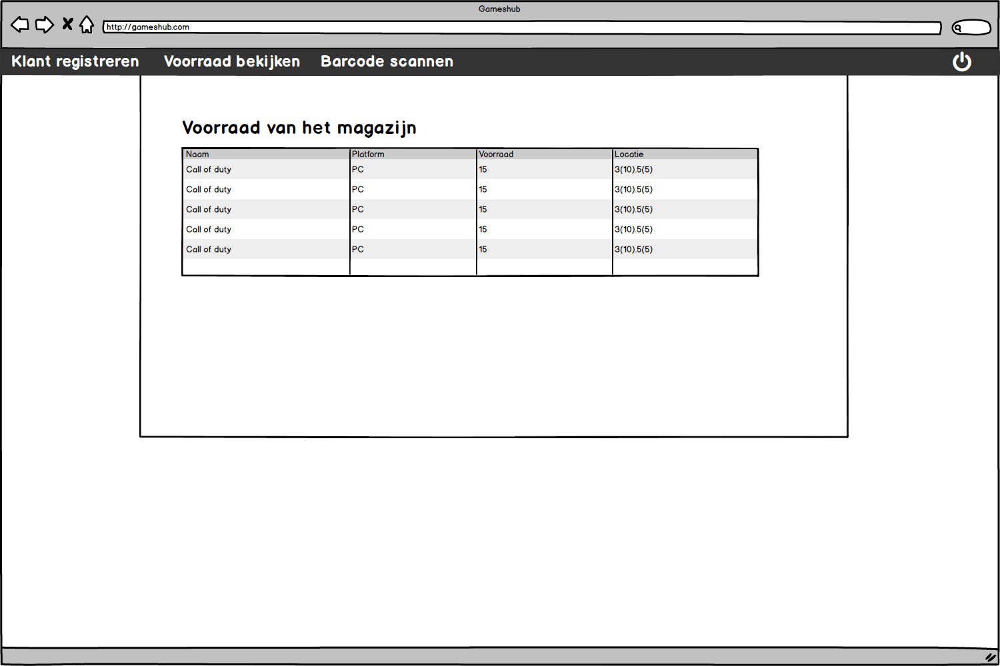 Gameshub
http://gameshub.com
Klant registreren Voorraad bekijken Barcode scannen
Voorraad van het magazijn
Naam Platform Voorraad Locatie
Call of duty PC 15 3(10).5(5)
Call of duty PC 15 3(10).5(5)
Call of duty PC 15 3(10).5(5)
Call of duty PC 15 3(10).5(5)
Call of duty PC 15 3(10).5(5)